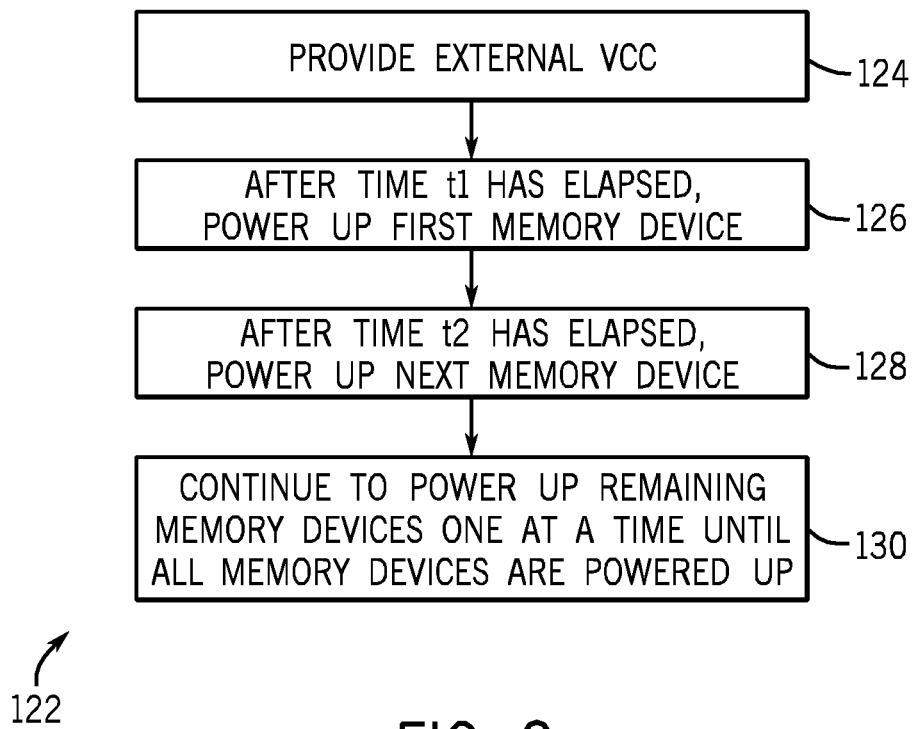 PROVIDE EXTERNAL VCC
124
AFTER TIME t1 HAS ELAPSED,
POWER UP FIRST MEMORY DEVICE
126
AFTER TIME t2 HAS ELAPSED,
POWER UP NEXT MEMORY DEVICE
128
CONTINUE TO POWER UP REMAINING
MEMORY DEVICES ONE AT A TIME UNTIL
ALL MEMORY DEVICES ARE POWERED UP
130
122